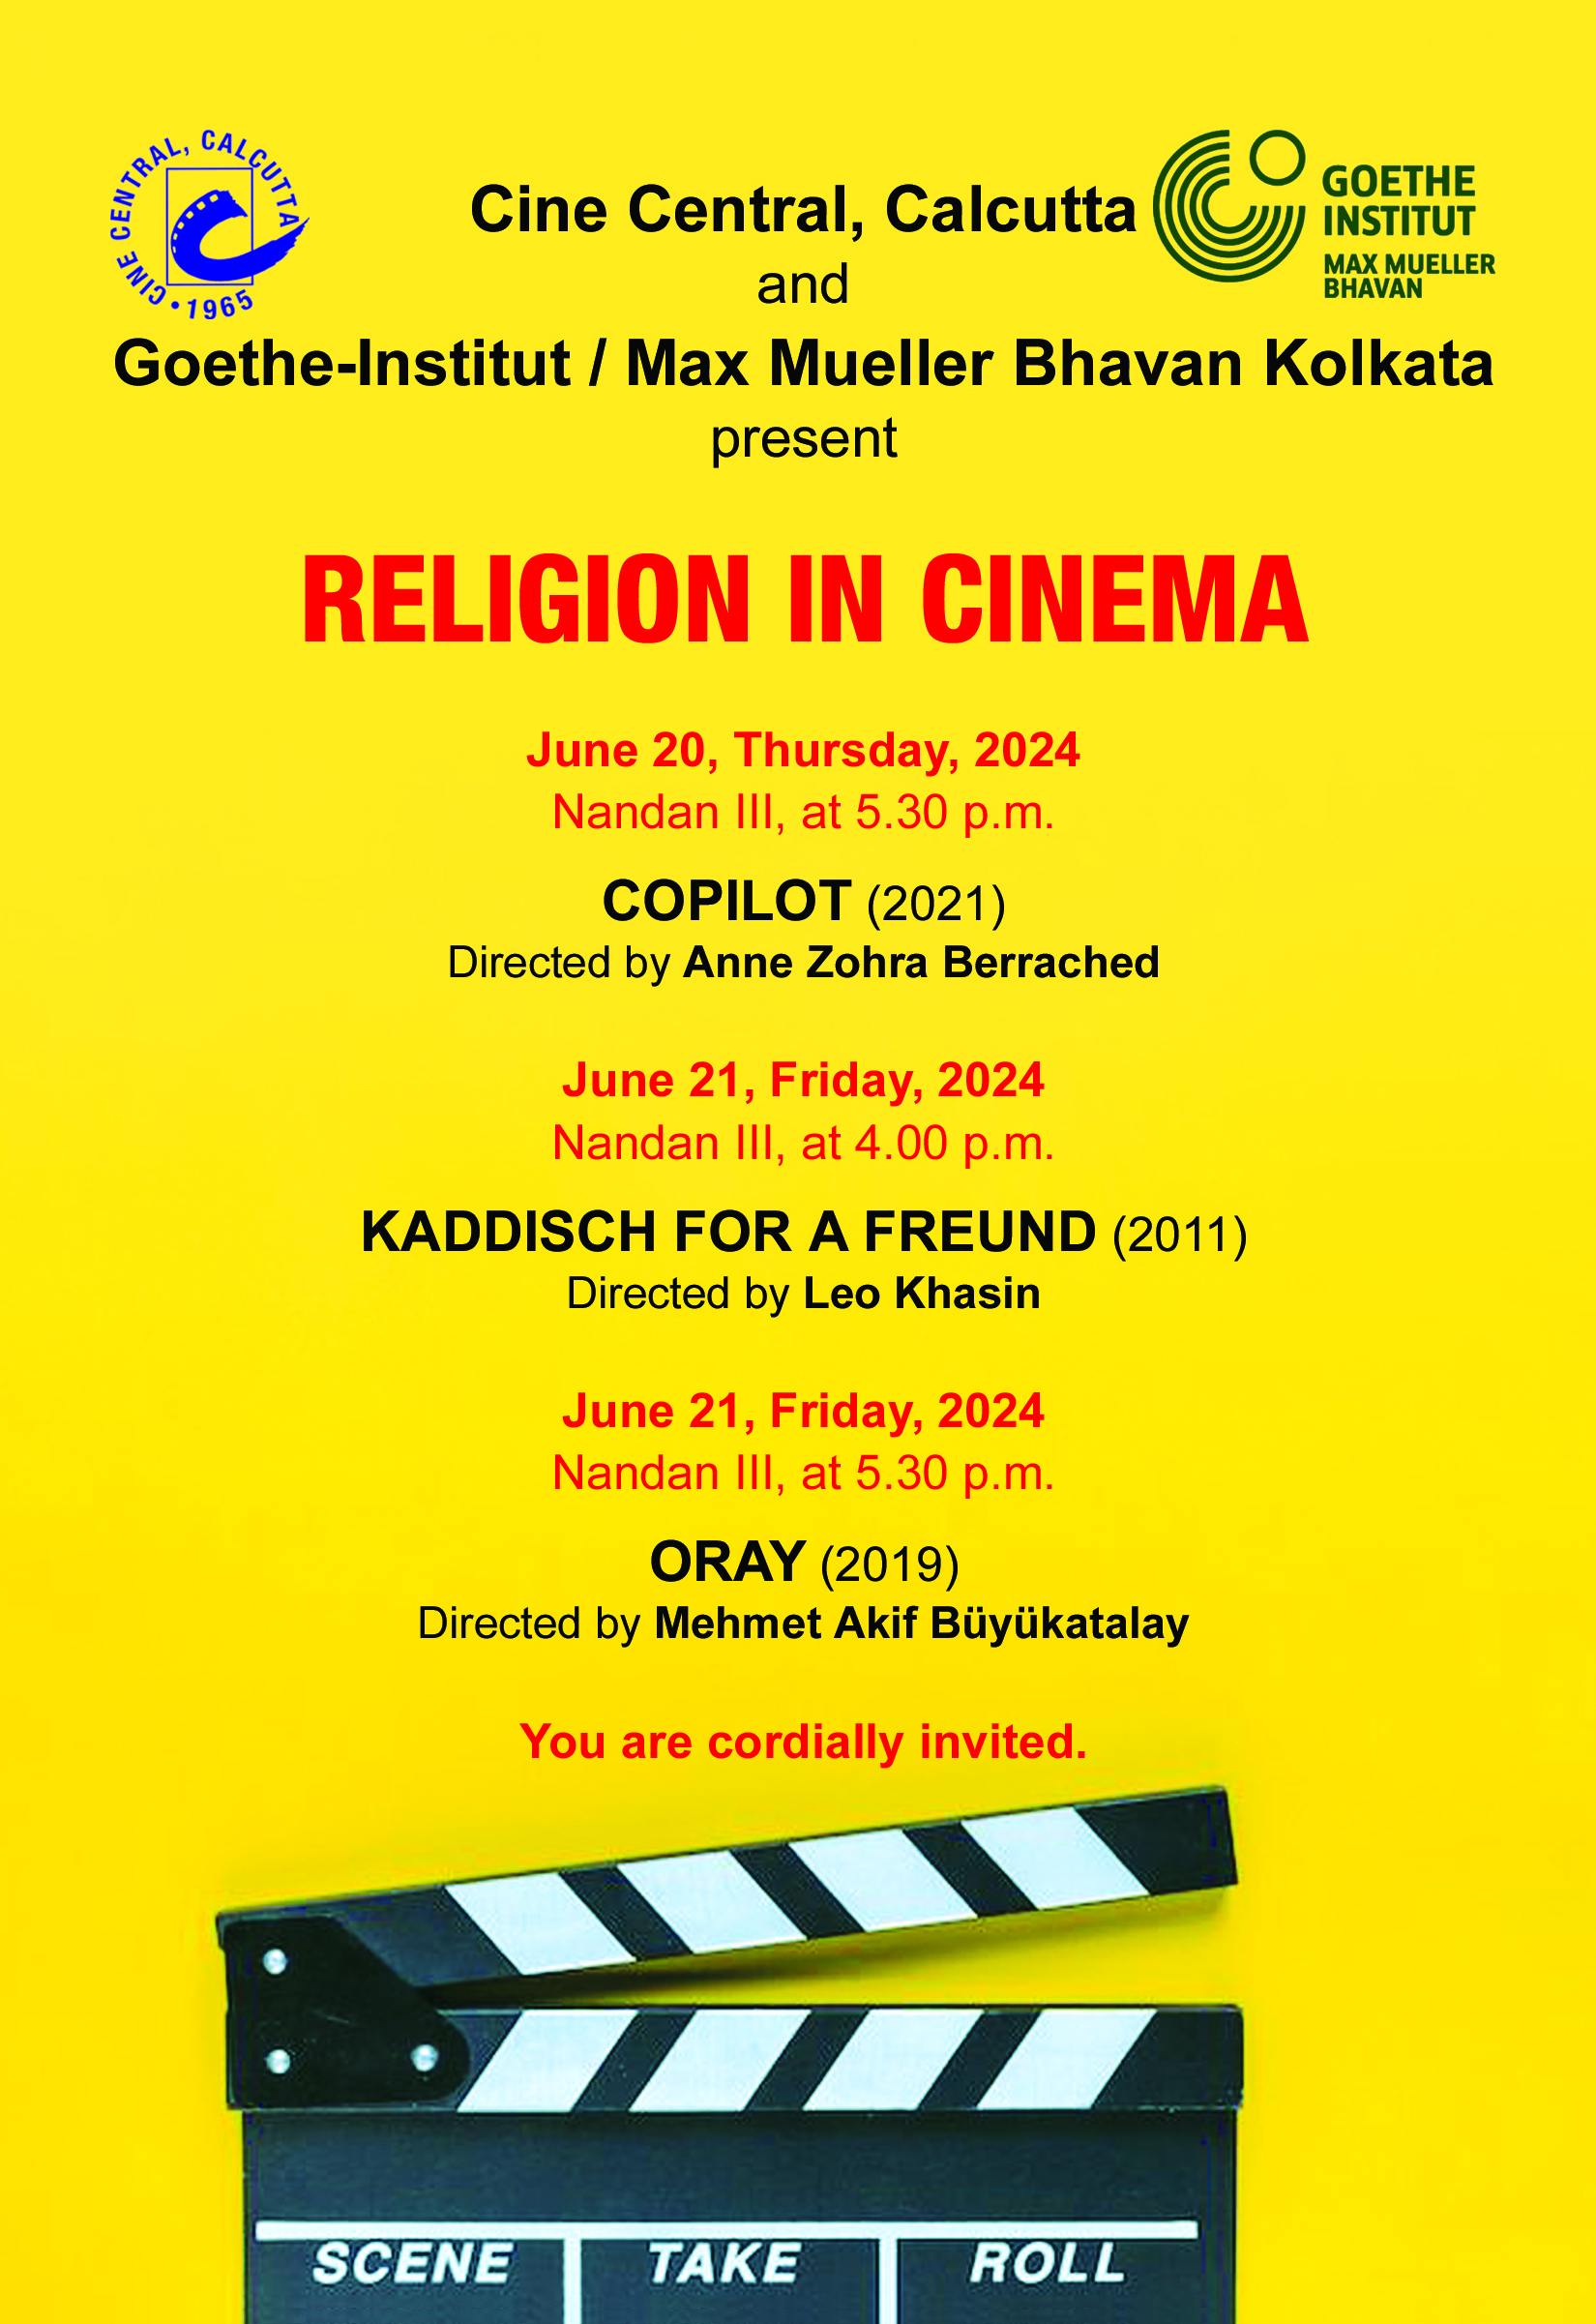 CINE CENTRAL, CALCUTTA • 1965
GOETHE
INSTITUT
MAX MUELLER
BHAVAN
Cine Central, Calcutta
and
Goethe-Institut / Max Mueller Bhavan Kolkata
present
RELIGION IN CINEMA
June 20, Thursday, 2024
Nandan III, at 5.30 p.m.
COPILOT (2021)
Directed by Anne Zohra Berrached
June 21, Friday, 2024
Nandan III, at 4.00 p.m.
KADDISCH FOR A FREUND (2011)
Directed by Leo Khasin
June 21, Friday, 2024
Nandan III, at 5.30 p.m.
ORAY (2019)
Directed by Mehmet Akif Büyükatalay
You are cordially invited.
SCENE TAKE ROLL